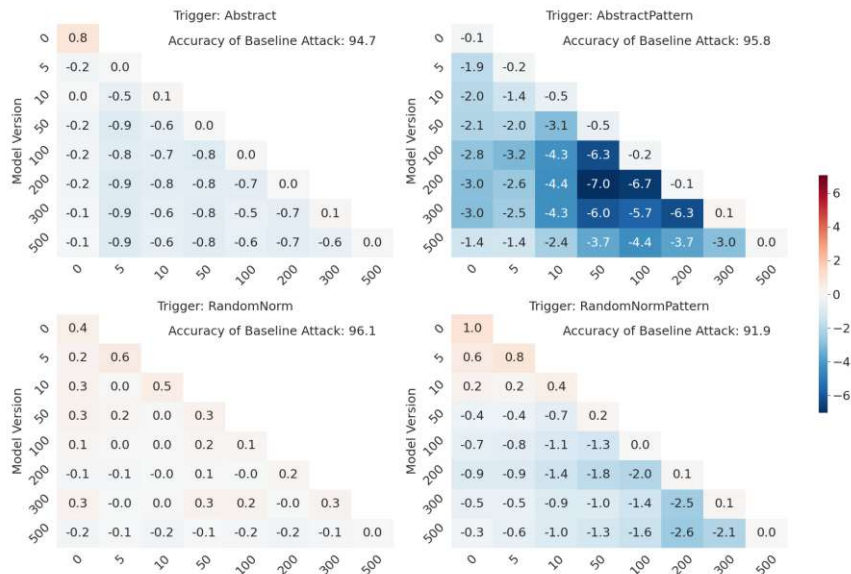 Trigger: Abstract
Accuracy of Baseline Attack: 94.7
Model Version
0 0.8
5 -0.2 0.0
10 0.0 -0.5 0.1
50 -0.2 -0.9 -0.6 0.0
100 -0.2 -0.8 -0.7 -0.8 0.0
200 -0.2 -0.9 -0.8 -0.8 -0.7 0.0
300 -0.1 -0.9 -0.6 -0.8 -0.5 -0.7 0.1
500 -0.1 -0.9 -0.6 -0.8 -0.6 -0.7 -0.6 0.0
0 5 10 50 100 200 300 500
Trigger: AbstractPattern
Accuracy of Baseline Attack: 95.8
-0.1
-1.9 -0.2
-2.0 -1.4 -0.5
-2.1 -2.0 -3.1 -0.5
-2.8 -3.2 -4.3 -6.3 -0.2
-3.0 -2.6 -4.4 -7.0 -6.7 -0.1
-3.0 -2.5 -4.3 -6.0 -5.7 -6.3 0.1
-1.4 -1.4 -2.4 -3.7 -4.4 -3.7 -3.0 0.0
0 5 10 50 100 200 300 500
Trigger: RandomNorm
Accuracy of Baseline Attack: 96.1
Model Version
0 0.4
5 0.2 0.6
10 0.3 0.0 0.5
50 0.3 0.2 0.0 0.3
100 0.1 0.0 0.0 0.2 0.1
200 -0.1 -0.1 -0.0 0.1 -0.0 0.2
300 0.3 -0.0 0.0 0.3 0.2 -0.0 0.3
500 -0.2 -0.1 -0.2 -0.1 -0.2 -0.2 -0.1 0.0
0 5 10 50 100 200 300 500
Trigger: RandomNormPattern
Accuracy of Baseline Attack: 91.9
1.0
0.6 0.8
0.2 0.2 0.4
-0.4 -0.4 -0.7 0.2
-0.7 -0.8 -1.1 -1.3 0.0
-0.9 -0.9 -1.4 -1.8 -2.0 0.1
-0.5 -0.5 -0.9 -1.0 -1.4 -2.5 0.1
-0.3 -0.6 -1.0 -1.3 -1.6 -2.6 -2.1 0.0
0 5 10 50 100 200 300 500
6
4
2
0
−2
−4
−6